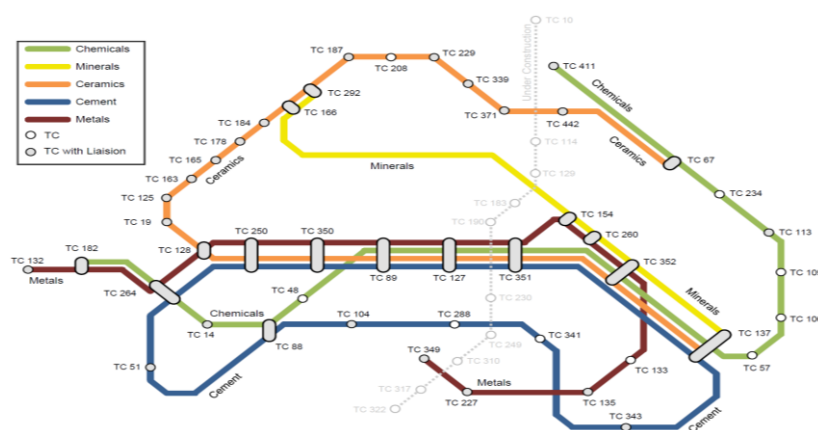 TC 10
TC 187
TC 229
TC 208
TC 411
Chemicals
Minerals
Ceramics
Cement
Metals
TC
TC with Liaision
Under Construction
Chemicals
TC 339
TC 292
TC 166
TC 371
TC 442
TC 184
TC 178
TC 114
Ceramics
TC 67
TC 165
Ceramics
Minerals
TC 163
TC 129
TC 125
TC 234
TC 183
TC 19
TC 190
TC 154
TC 113
TC 250
TC 350
TC 260
TC 182
TC 128
TC 132
TC 352
Metals
TC 89
TC 127
TC 351
TC 264
TC 48
TC 230
Minerals
Chemicals
TC 14
TC 104
TC 288
TC 88
TC 249
TC 341
TC 137
TC 349
TC 310
TC 57
TC 51
TC 133
Cement
TC 317
Metals
TC 227
TC 135
TC 322
TC 343
Cement